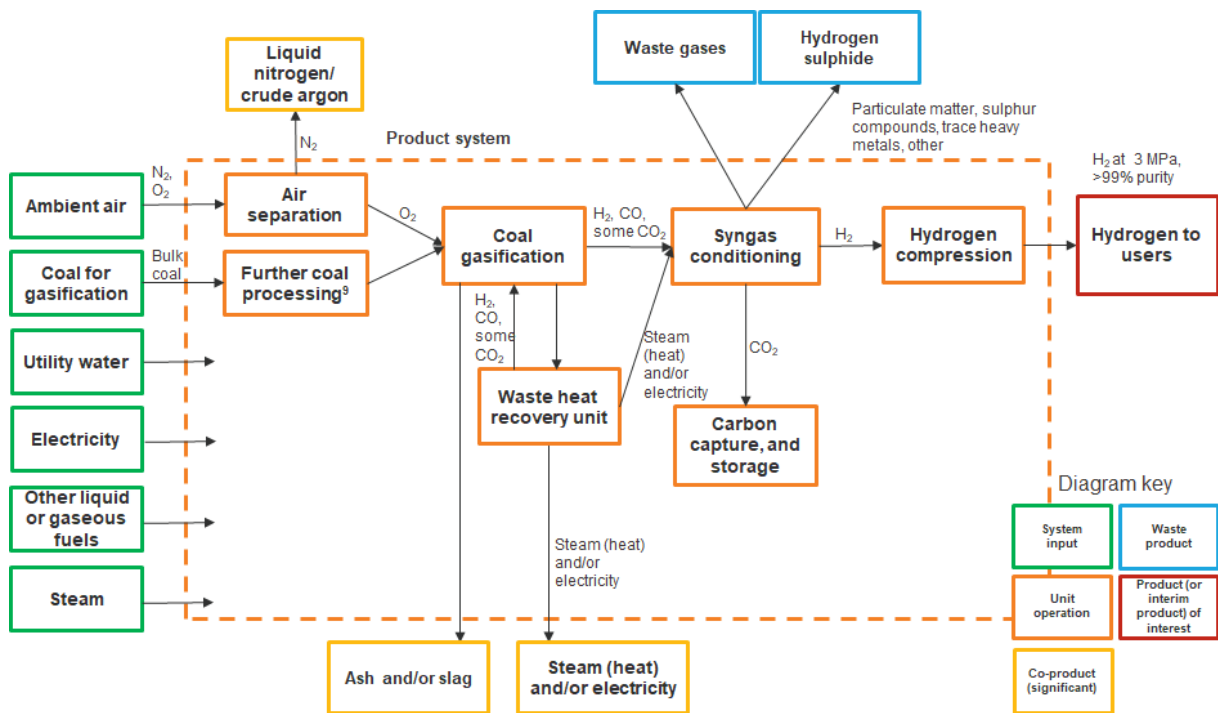 Liquid
nitrogen/
crude argon
Waste gases
Hydrogen
sulphide
N₂
Product system
Particulate matter, sulphur
compounds, trace heavy
metals, other
H₂ at 3 MPa,
>99% purity
N₂,
O₂
Ambient air
Air
separation
O₂
Coal
gasification
H₂, CO,
some CO₂
Syngas
conditioning
H₂
Hydrogen
compression
Hydrogen to
users
Coal for
gasification
Bulk
coal
Further coal
processing⁹
H₂,
CO,
some
CO₂
Steam
(heat)
and/or
electricity
CO₂
Utility water
Waste heat
recovery unit
Carbon
capture, and
storage
Electricity
Other liquid
or gaseous
fuels
Steam (heat)
and/or
electricity
Steam
Ash and/or slag
Steam (heat)
and/or electricity
Diagram key
System
input
Waste
product
Unit
operation
Product (or
interim
product) of
interest
Co-product
(significant)